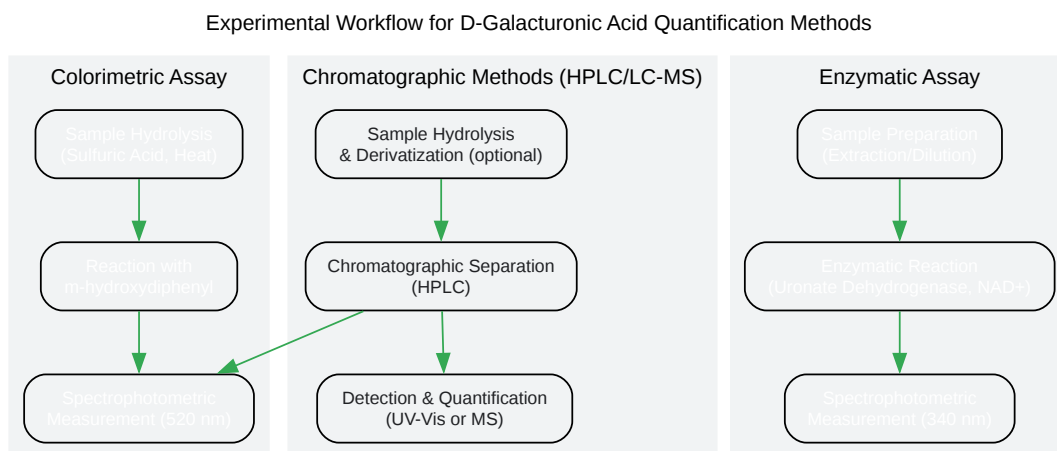 Experimental Workflow for D-Galacturonic Acid Quantification Methods
Colorimetric Assay
Sample Hydrolysis
(Sulfuric Acid, Heat)
Reaction with
m-hydroxydiphenyl
Spectrophotometric
Measurement (520 nm)
Chromatographic Methods (HPLC/LC-MS)
Sample Hydrolysis
& Derivatization (optional)
Chromatographic Separation
(HPLC)
Detection & Quantification
(UV-Vis or MS)
Enzymatic Assay
Sample Preparation
(Extraction/Dilution)
Enzymatic Reaction
(Uronate Dehydrogenase, NAD+)
Spectrophotometric
Measurement (340 nm)